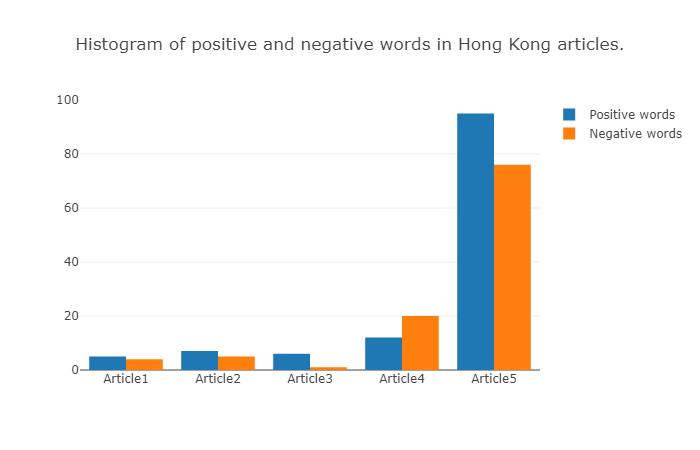 Histogram of positive and negative words in Hong Kong articles.
100
80
60
40
20
0
Article1 Article2 Article3 Article4 Article5
Positive words
Negative words